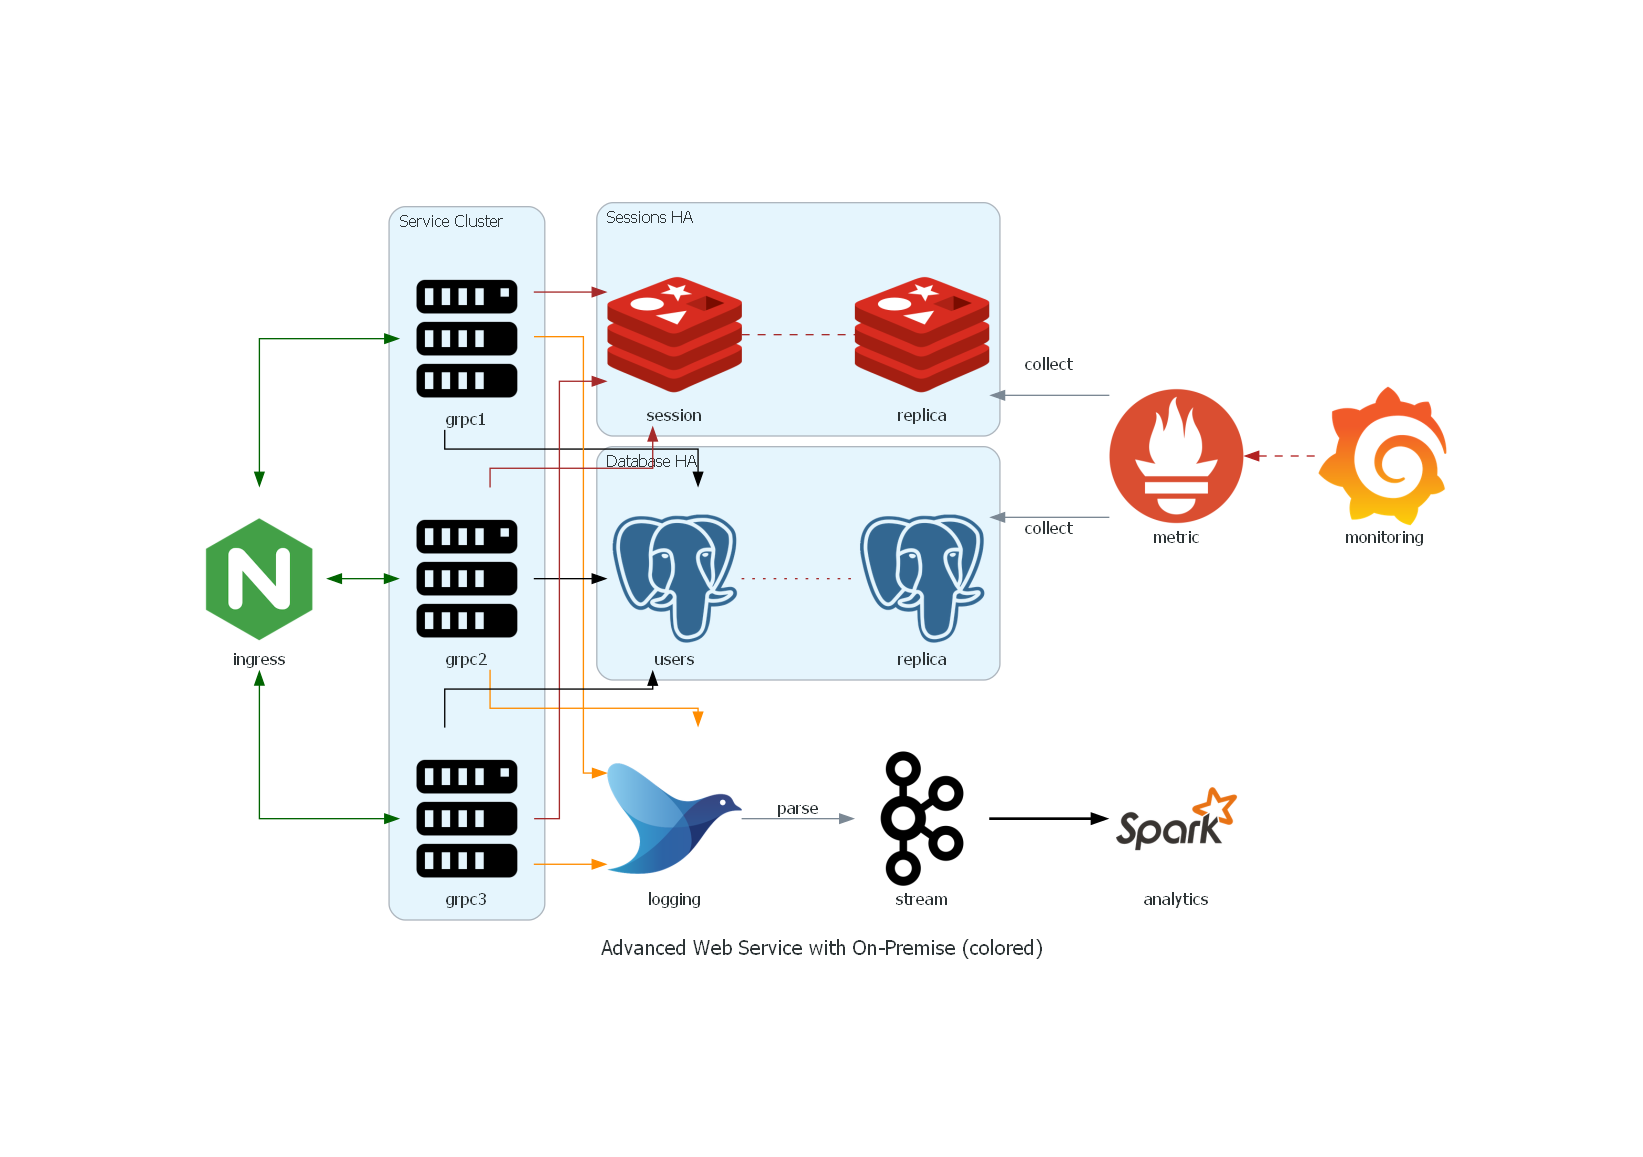 Service Cluster
Sessions HA
grpc1
session
replica
collect
Database HA
metric
monitoring
collect
N
ingress
grpc2
users
replica
parse
Spark
grpc3
logging
stream
analytics
Advanced Web Service with On-Premise (colored)